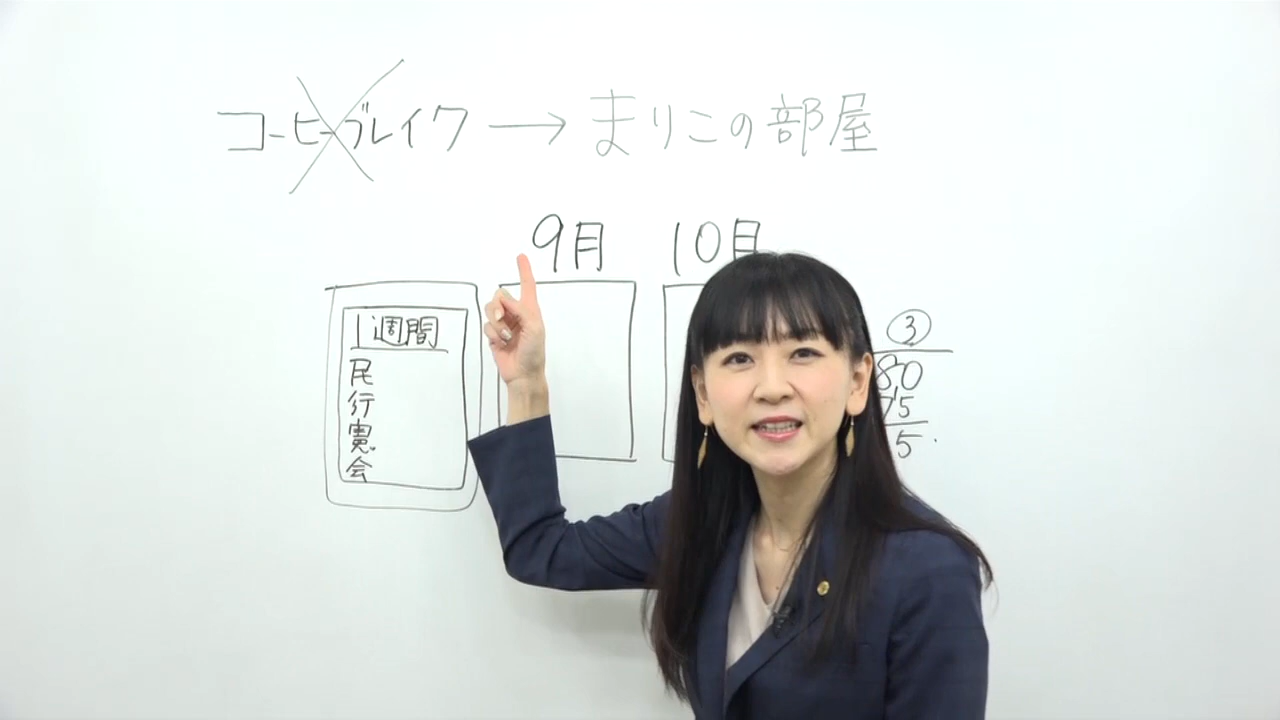 コーヒーブレイク → まりこの部屋
9月 10月
1週間
民
行
憲
会
③
80
75
5